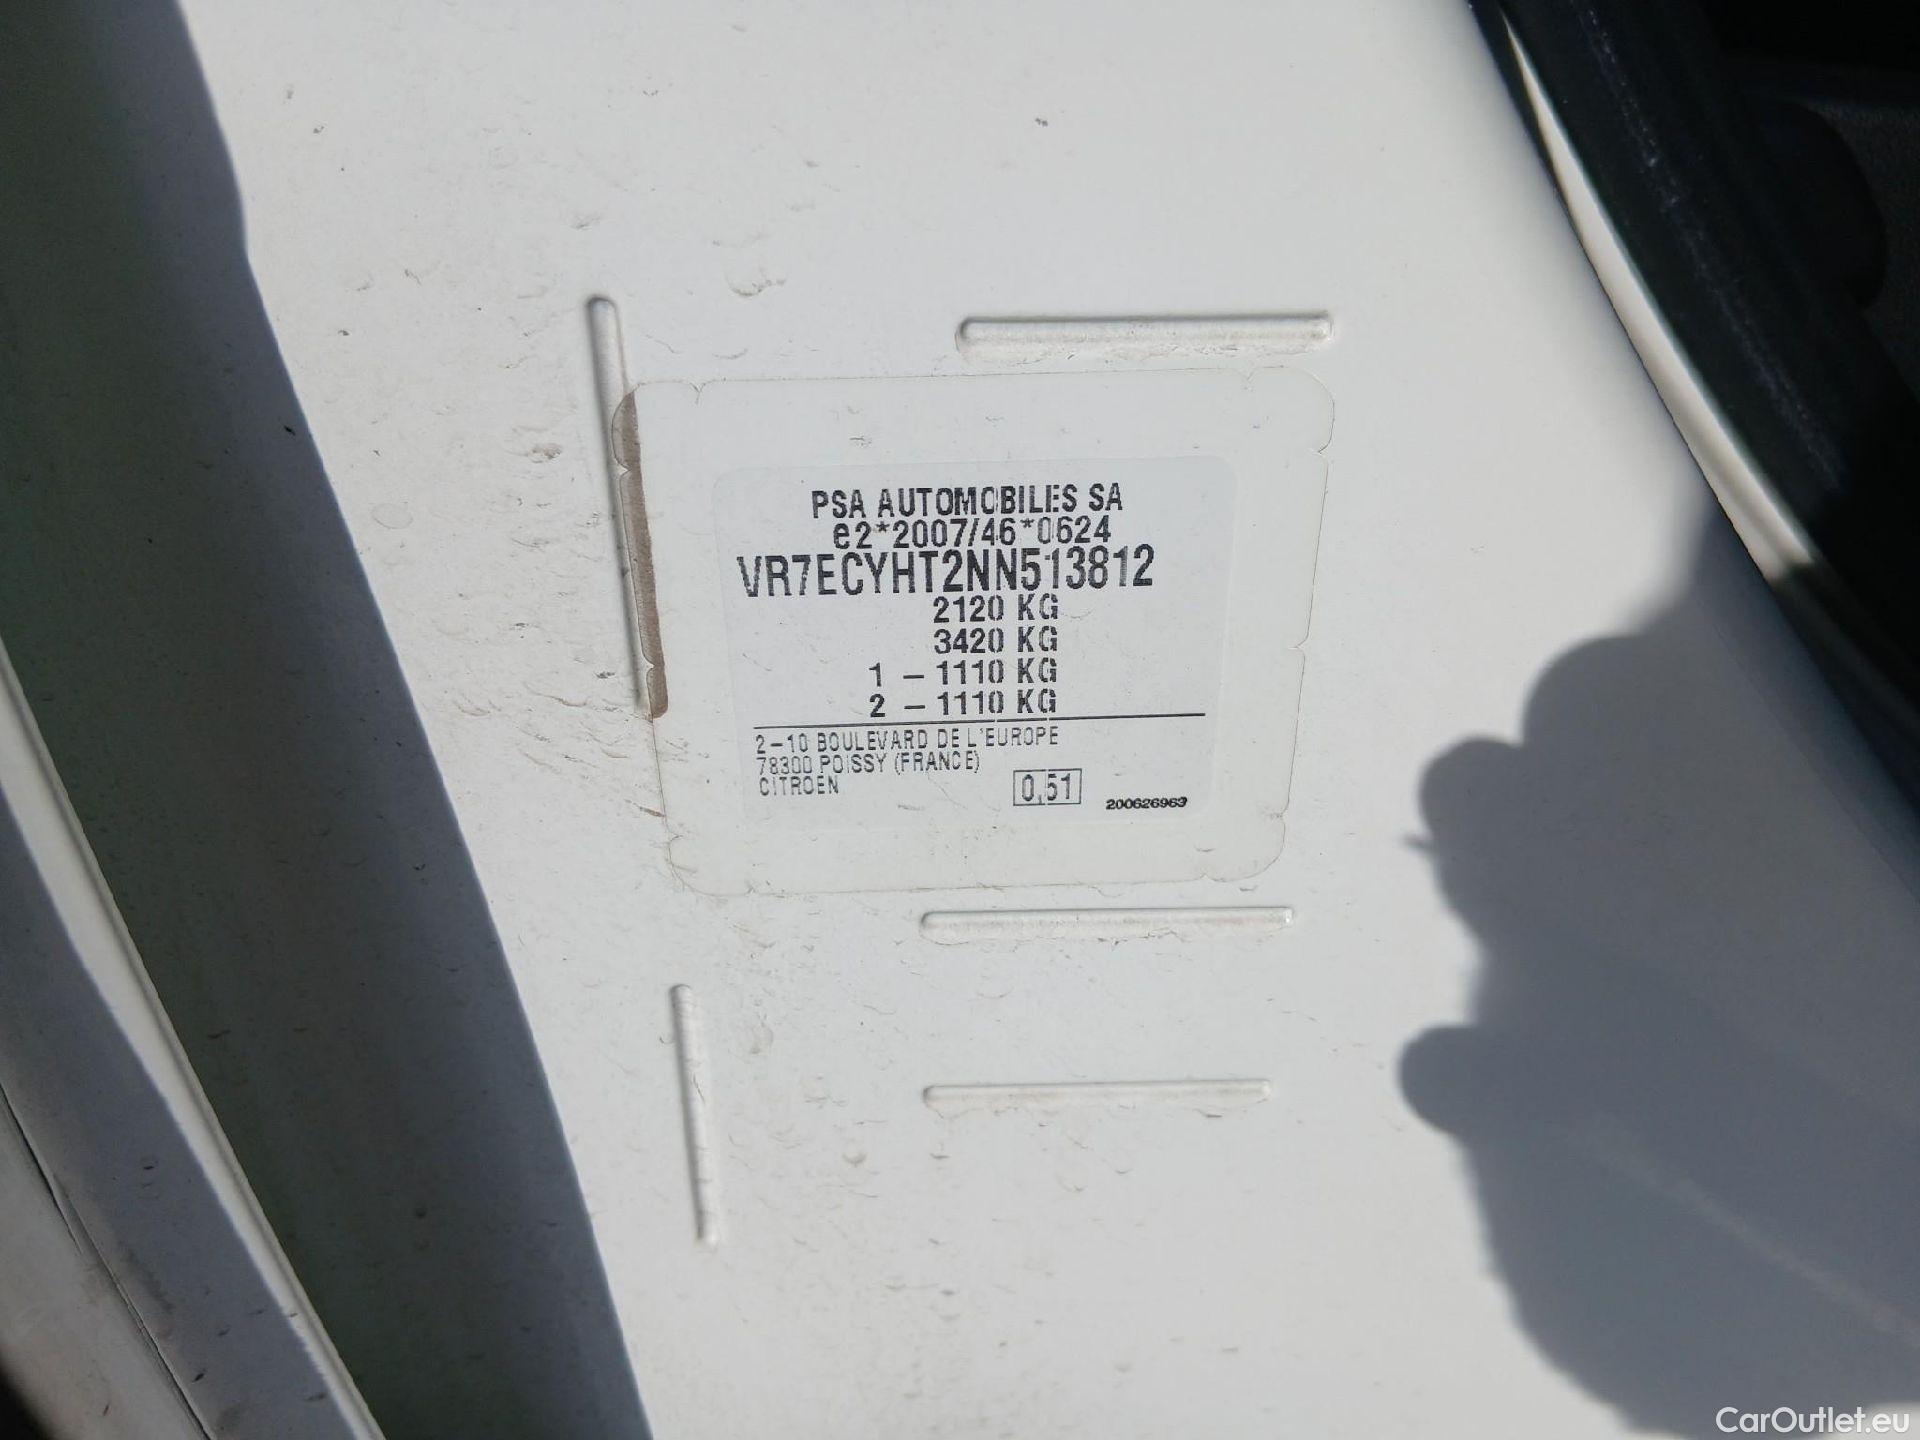 PSA AUTOMOBILES SA
e2*2007/46*0624
VR7ECYHT2NN513812
2120 KG
3420 KG
1 - 1110 KG
2 - 1110 KG
2-10 BOULEVARD DE L'EUROPE
78300 POISSY (FRANCE)
CITROEN
0,51
200626963
CarOutlet.eu